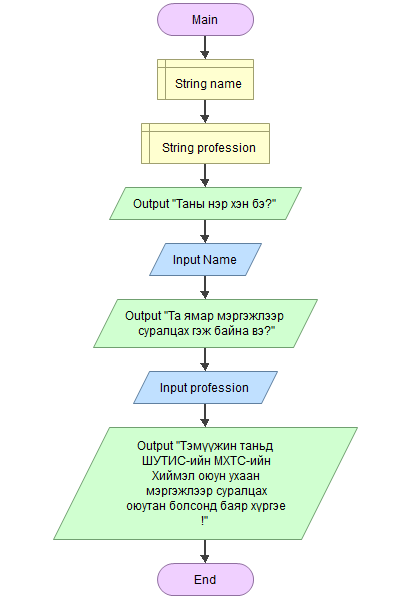 Main
String name
String profession
Output "Таны нэр хэн бэ?"
Input Name
Output "Та ямар мэргэжлээр
суралцах гэж байна вэ?"
Input profession
Output "Тэмүүжин таньд
ШУТИС-ийн МХТС-ийн
Хиймэл оюун ухаан
мэргэжлээр суралцах
оюутан болсонд баяр хүргэе
!"
End